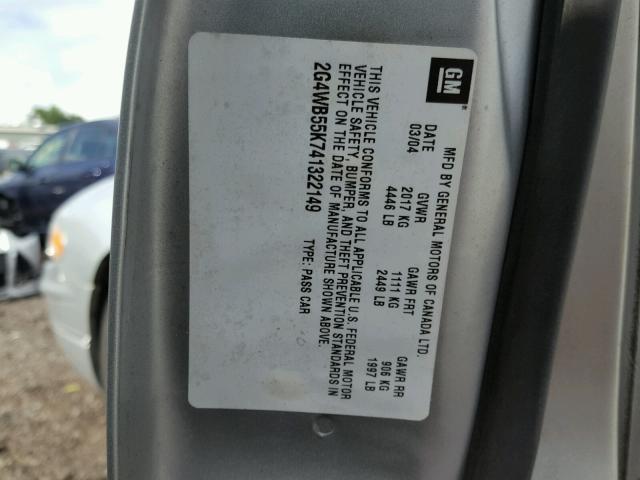 GM
MFD BY GENERAL MOTORS OF CANADA LTD.
DATE GVWR GAWR FRT GAWR RR
03/04 2017 KG 1111 KG 906 KG
4446 LB 2449 LB 1997 LB
THIS VEHICLE CONFORMS TO ALL APPLICABLE U.S. FEDERAL MOTOR
VEHICLE SAFETY, BUMPER, AND THEFT PREVENTION STANDARDS IN
EFFECT ON THE DATE OF MANUFACTURE SHOWN ABOVE.
2G4WB55K741322149 TYPE: PASS CAR